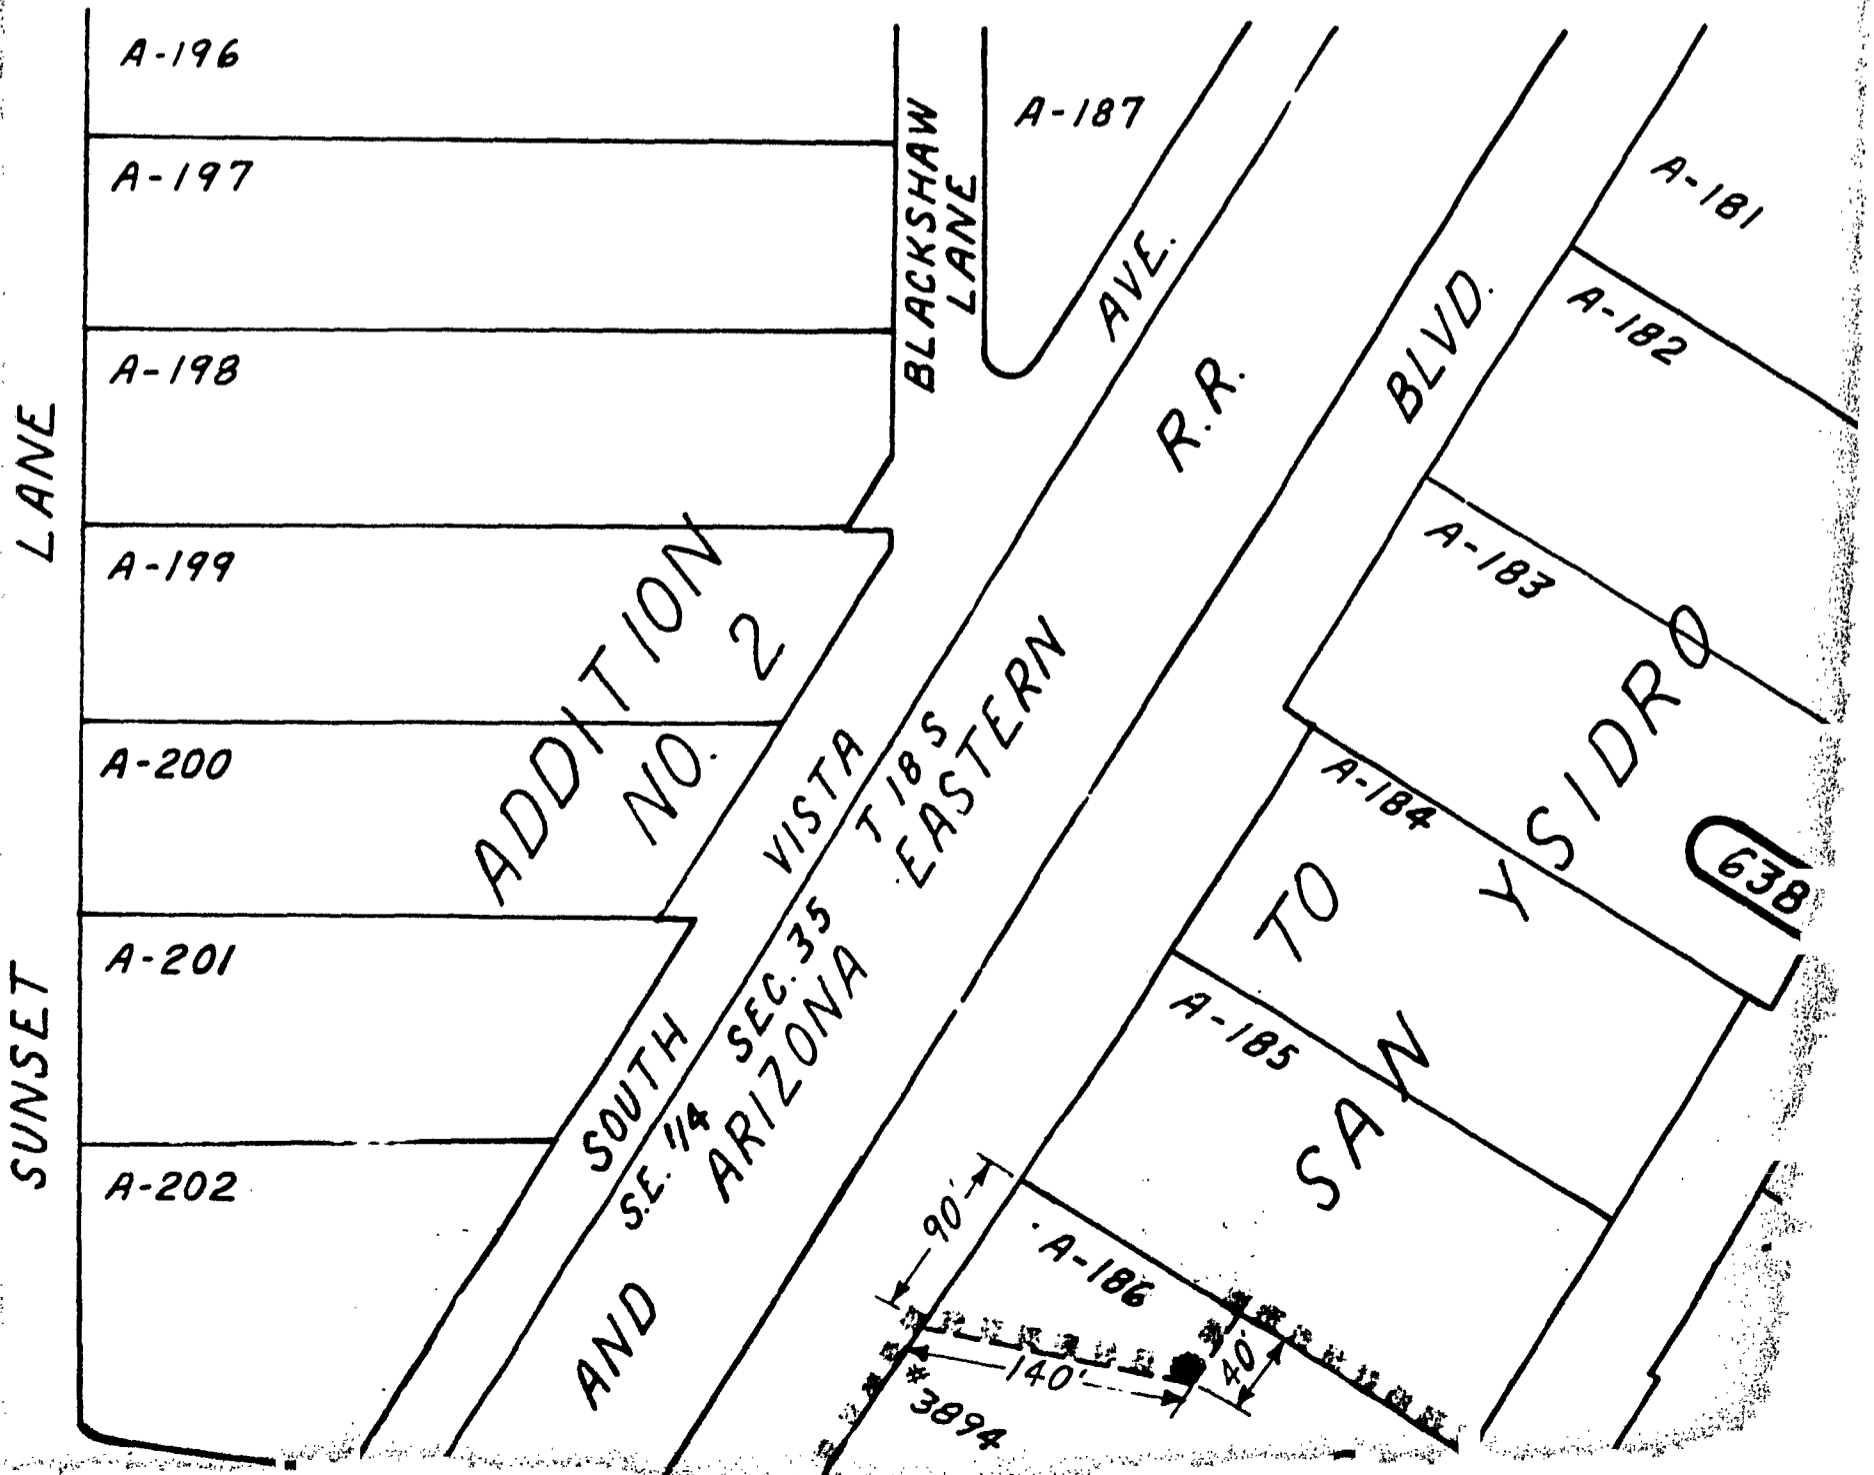 A-196
A-197
A-198
A-199
A-200
A-201
A-202
SUNSET LANE
BLACKSHAW
LANE
A-187
ADDITION
NO. 2
SOUTH VISTA AVE.
S.E. 1/4 SEC. 35 T 18 S
AND ARIZONA EASTERN R.R.
BLVD.
A-181
A-182
A-183
A-184
A-185
A-186
TO
SAN YSIDRO
638
90'
140'
40'
#3894